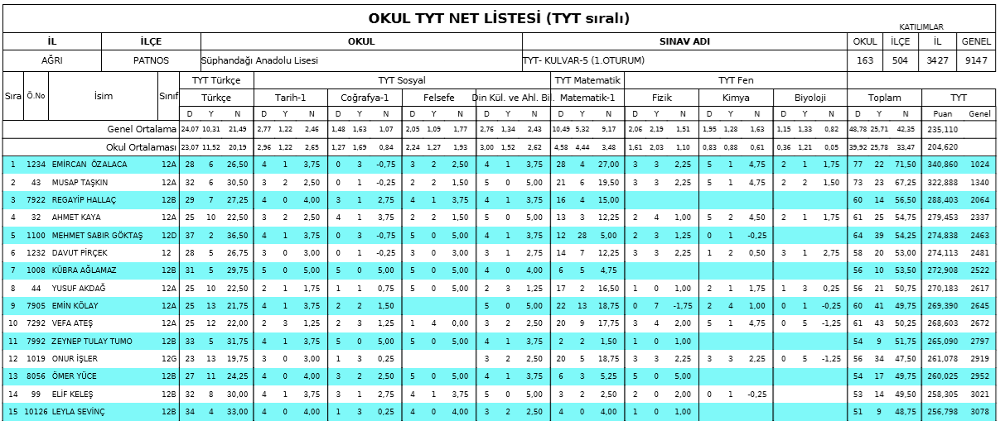 OKUL TYT NET LİSTESİ (TYT sıralı)
KATILIMLAR
İL İLÇE OKUL SINAV ADI OKUL İLÇE İL GENEL
AĞRI PATNOS Süphandağı Anadolu Lisesi TYT- KULVAR-5 (1.OTURUM) 163 504 3427 9147
TYT Türkçe TYT Sosyal TYT Matematik TYT Fen
Sıra Ö.No İsim Sınıf Türkçe Tarih-1 Coğrafya-1 Felsefe Din Kül. ve Ahl. Bil. Matematik-1 Fizik Kimya Biyoloji Toplam TYT
D Y N D Y N D Y N D Y N D Y N D Y N D Y N D Y N D Y N D Y N Puan Genel
Genel Ortalama 24,07 10,31 21,49 2,77 1,22 2,46 1,48 1,63 1,07 2,05 1,09 1,77 2,76 1,34 2,43 10,49 5,32 9,17 2,06 2,19 1,51 1,95 1,28 1,63 1,15 1,33 0,82 48,78 25,71 42,35 235,110
Okul Ortalaması 23,07 11,52 20,19 2,96 1,22 2,65 1,27 1,69 0,84 2,24 1,27 1,93 3,00 1,52 2,62 4,58 4,44 3,48 1,61 2,03 1,10 0,83 0,88 0,61 0,36 1,21 0,05 39,92 25,78 33,47 204,620
1 1234 EMİRCAN ÖZALACA 12A 28 6 26,50 4 1 3,75 0 3 -0,75 3 2 2,50 4 1 3,75 28 4 27,00 3 3 2,25 5 1 4,75 2 1 1,75 77 22 71,50 340,860 1024
2 43 MUSAP TAŞKIN 12A 32 6 30,50 3 2 2,50 0 1 -0,25 2 2 1,50 5 0 5,00 21 6 19,50 3 3 2,25 5 1 4,75 2 2 1,50 73 23 67,25 322,888 1340
3 7922 REGAYİP HALLAÇ 12B 29 7 27,25 4 0 4,00 3 1 2,75 4 1 3,75 4 1 3,75 16 4 15,00 60 14 56,50 288,403 2064
4 32 AHMET KAYA 12A 25 10 22,50 3 2 2,50 4 1 3,75 2 2 1,50 5 0 5,00 13 3 12,25 2 4 1,00 5 2 4,50 2 1 1,75 61 25 54,75 279,453 2337
5 1100 MEHMET SABIR GÖKTAŞ 12D 37 2 36,50 4 1 3,75 0 3 -0,75 5 0 5,00 4 1 3,75 12 28 5,00 2 3 1,25 0 1 -0,25 64 39 54,25 274,838 2463
6 1232 DAVUT PİRÇEK 12 28 5 26,75 3 0 3,00 0 1 -0,25 3 0 3,00 3 1 2,75 14 7 12,25 3 3 2,25 1 2 0,50 3 1 2,75 58 20 53,00 274,113 2481
7 1008 KÜBRA AĞLAMAZ 12B 31 5 29,75 5 0 5,00 5 0 5,00 5 0 5,00 4 0 4,00 6 5 4,75 56 10 53,50 272,908 2522
8 44 YUSUF AKDAĞ 12A 25 10 22,50 2 1 1,75 1 1 0,75 5 0 5,00 2 3 1,25 17 2 16,50 1 0 1,00 2 1 1,75 1 3 0,25 56 21 50,75 270,183 2617
9 7905 EMİN KÖLAY 12A 25 13 21,75 4 1 3,75 2 2 1,50 5 0 5,00 22 13 18,75 0 7 -1,75 2 4 1,00 0 1 -0,25 60 41 49,75 269,390 2645
10 7292 VEFA ATEŞ 12A 25 12 22,00 2 3 1,25 2 3 1,25 1 4 0,00 3 2 2,50 20 9 17,75 3 4 2,00 5 1 4,75 0 5 -1,25 61 43 50,25 268,603 2672
11 7992 ZEYNEP TULAY TUMO 12B 33 5 31,75 4 1 3,75 5 0 5,00 5 0 5,00 4 1 3,75 2 2 1,50 1 0 1,00 54 9 51,75 265,090 2797
12 1019 ONUR İŞLER 12G 23 13 19,75 3 0 3,00 1 3 0,25 3 2 2,50 20 5 18,75 3 3 2,25 3 3 2,25 0 5 -1,25 56 34 47,50 261,078 2919
13 8056 ÖMER YÜCE 12B 27 11 24,25 4 0 4,00 3 2 2,50 5 0 5,00 4 1 3,75 6 3 5,25 5 0 5,00 54 17 49,75 260,025 2952
14 99 ELİF KELEŞ 12B 32 8 30,00 4 1 3,75 3 1 2,75 4 1 3,75 5 0 5,00 3 2 2,50 2 0 2,00 0 1 -0,25 53 14 49,50 258,305 3021
15 10126 LEYLA SEVİNÇ 12B 34 4 33,00 4 0 4,00 1 3 0,25 4 0 4,00 3 2 2,50 4 0 4,00 1 0 1,00 51 9 48,75 256,798 3078